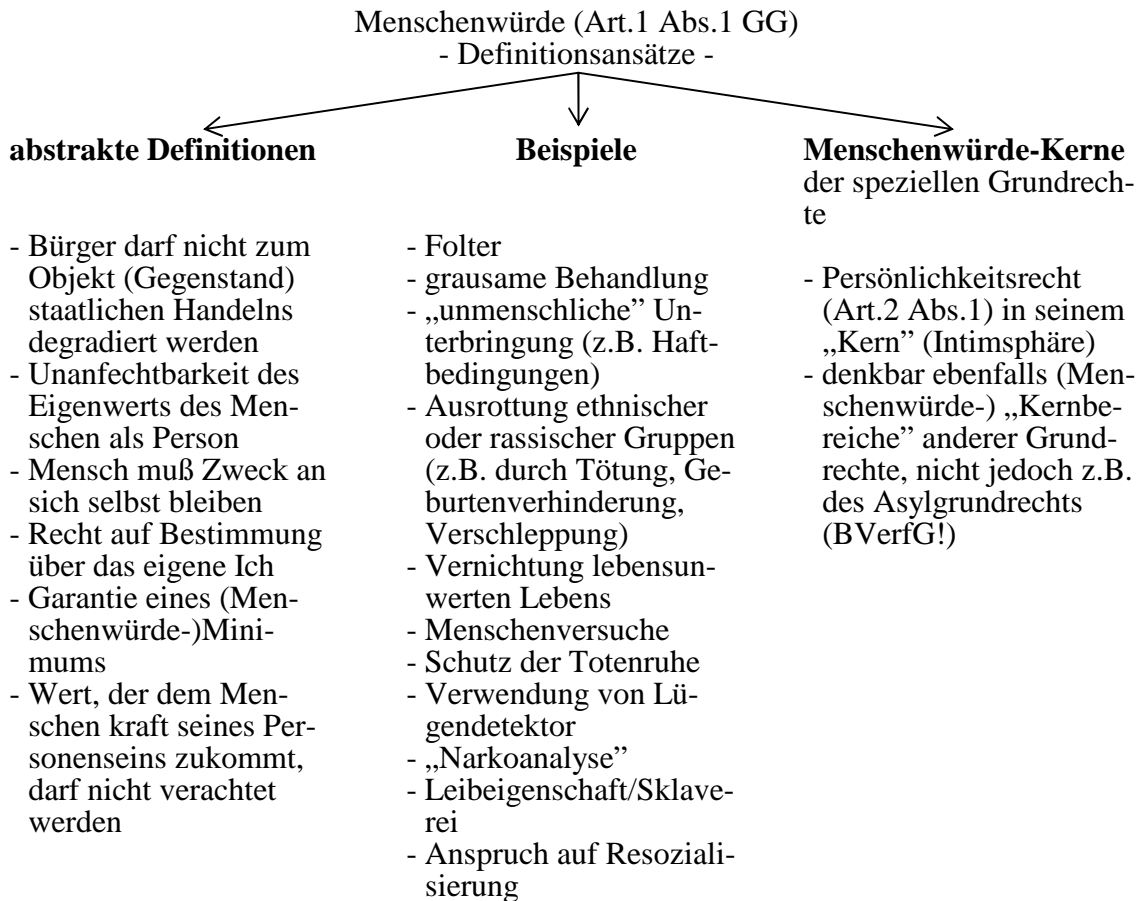 Menschenwürde (Art.1 Abs.1 GG)
- Definitionsansätze -
abstrakte Definitionen
- Bürger darf nicht zum
Objekt (Gegenstand)
staatlichen Handelns
degradiert werden
- Unanfechtbarkeit des
Eigenwerts des Men-
schen als Person
- Mensch muß Zweck an
sich selbst bleiben
- Recht auf Bestimmung
über das eigene Ich
- Garantie eines (Men-
schenwürde-)Mini-
mums
- Wert, der dem Men-
schen kraft seines Per-
sonenseins zukommt,
darf nicht verachtet
werden
Beispiele
- Folter
- grausame Behandlung
- „unmenschliche” Un-
terbringung (z.B. Haft-
bedingungen)
- Ausrottung ethnischer
oder rassischer Gruppen
(z.B. durch Tötung, Ge-
burtenverhinderung,
Verschleppung)
- Vernichtung lebensun-
werten Lebens
- Menschenversuche
- Schutz der Totenruhe
- Verwendung von Lü-
gendetektor
- „Narkoanalyse”
- Leibeigenschaft/Sklave-
rei
- Anspruch auf Resoziali-
sierung
Menschenwürde-Kerne
der speziellen Grundrech-
te
- Persönlichkeitsrecht
(Art.2 Abs.1) in seinem
„Kern” (Intimsphäre)
- denkbar ebenfalls (Men-
schenwürde-) „Kernbe-
reiche” anderer Grund-
rechte, nicht jedoch z.B.
des Asylgrundrechts
(BVerfG!)